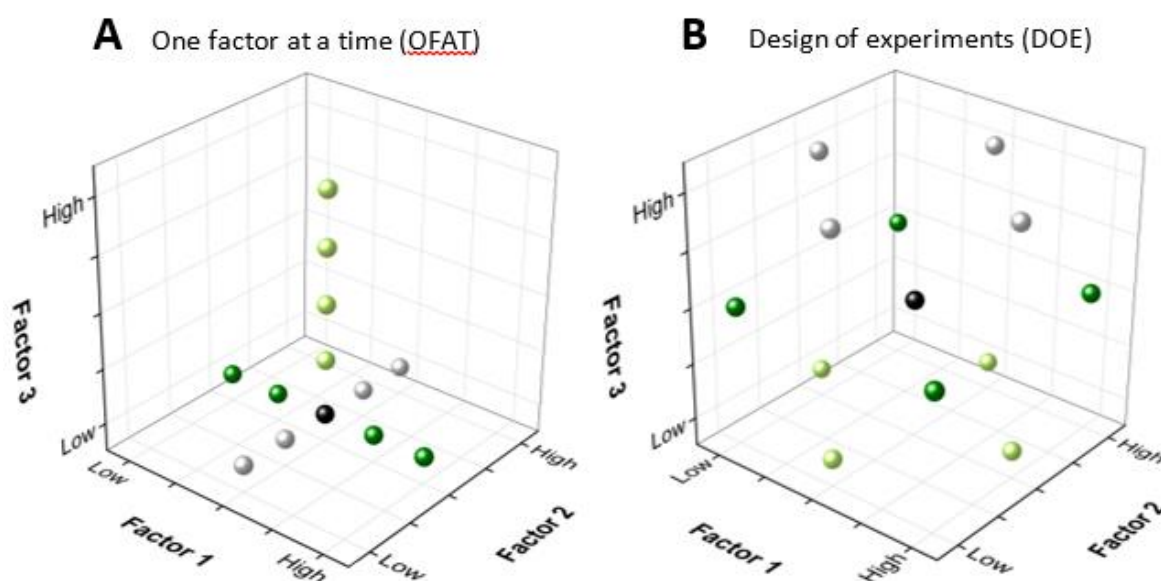 A One factor at a time (OFAT)
High
Factor 3
Low
Low
Factor 1
High
Low
Factor 2
High
B Design of experiments (DOE)
High
Factor 3
Low
Low
Factor 1
High
Low
Factor 2
High